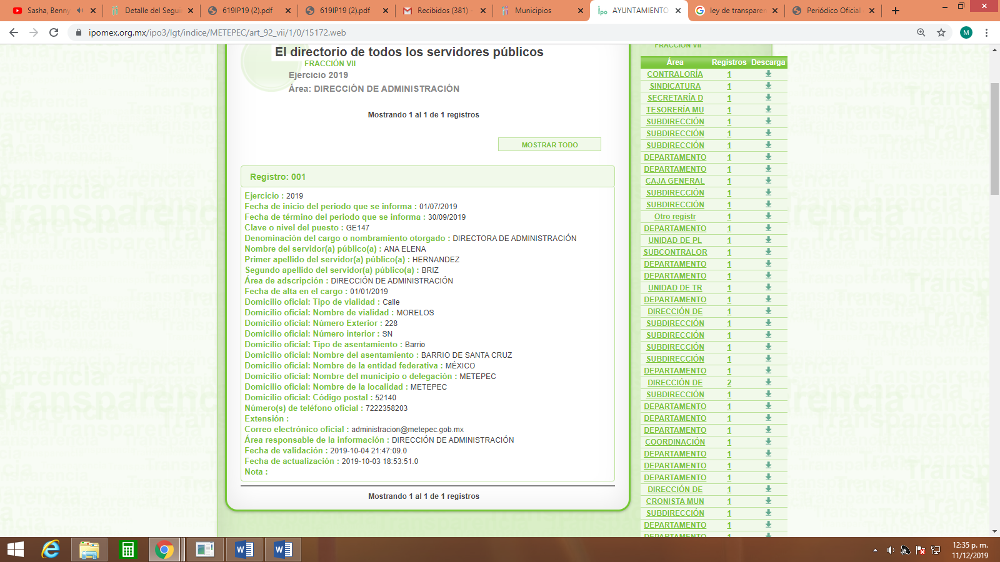 Sasha, Benny
Detalle del Segui
619IP19 (2).pdf
619IP19 (2).pdf
Recibidos (381) -
Municipios
AYUNTAMIENTO
ley de transparen
Periódico Oficial
ipomex.org.mx/ipo3/lgt/indice/METEPEC/art_92_vii/1/0/15172.web
M
El directorio de todos los servidores públicos
FRACCIÓN VII
Ejercicio 2019
Área: DIRECCIÓN DE ADMINISTRACIÓN
Mostrando 1 al 1 de 1 registros
MOSTRAR TODO
Registro: 001
Ejercicio : 2019
Fecha de inicio del periodo que se informa : 01/07/2019
Fecha de término del periodo que se informa : 30/09/2019
Clave o nivel del puesto : GE147
Denominación del cargo o nombramiento otorgado : DIRECTORA DE ADMINISTRACIÓN
Nombre del servidor(a) público(a) : ANA ELENA
Primer apellido del servidor(a) público(a) : HERNANDEZ
Segundo apellido del servidor(a) público(a) : BRIZ
Área de adscripción : DIRECCIÓN DE ADMINISTRACIÓN
Fecha de alta en el cargo : 01/01/2019
Domicilio oficial: Tipo de vialidad : Calle
Domicilio oficial: Nombre de vialidad : MORELOS
Domicilio oficial: Número Exterior : 228
Domicilio oficial: Número interior : SN
Domicilio oficial: Tipo de asentamiento : Barrio
Domicilio oficial: Nombre del asentamiento : BARRIO DE SANTA CRUZ
Domicilio oficial: Nombre de la entidad federativa : MÉXICO
Domicilio oficial: Nombre del municipio o delegación : METEPEC
Domicilio oficial: Nombre de la localidad : METEPEC
Domicilio oficial: Código postal : 52140
Número(s) de teléfono oficial : 7222358203
Extensión :
Correo electrónico oficial : administracion@metepec.gob.mx
Área responsable de la información : DIRECCIÓN DE ADMINISTRACIÓN
Fecha de validación : 2019-10-04 21:47:09.0
Fecha de actualización : 2019-10-03 18:53:51.0
Nota :
Mostrando 1 al 1 de 1 registros
FRACCIÓN VII
Área Registros Descarga
CONTRALORÍA 1
SINDICATURA 1
SECRETARÍA D 1
TESORERÍA MU 1
SUBDIRECCIÓN 1
SUBDIRECCIÓN 1
SUBDIRECCIÓN 1
DEPARTAMENTO 1
DEPARTAMENTO 1
CAJA GENERAL 1
SUBDIRECCIÓN 1
SUBDIRECCIÓN 1
Otro registr 1
DEPARTAMENTO 1
UNIDAD DE PL 1
SUBCONTRALOR 1
DEPARTAMENTO 1
DEPARTAMENTO 1
UNIDAD DE TR 1
DEPARTAMENTO 1
DIRECCIÓN DE 1
SUBDIRECCIÓN 1
SUBDIRECCIÓN 1
SUBDIRECCIÓN 1
SUBDIRECCIÓN 1
DEPARTAMENTO 1
DIRECCIÓN DE 2
SUBDIRECCIÓN 1
DEPARTAMENTO 1
DEPARTAMENTO 1
DEPARTAMENTO 1
COORDINACIÓN 1
DEPARTAMENTO 1
DEPARTAMENTO 1
DEPARTAMENTO 1
DIRECCIÓN DE 1
CRONISTA MUN 1
SUBDIRECCIÓN 1
DEPARTAMENTO 1
DEPARTAMENTO 1
12:35 p. m.
11/12/2019